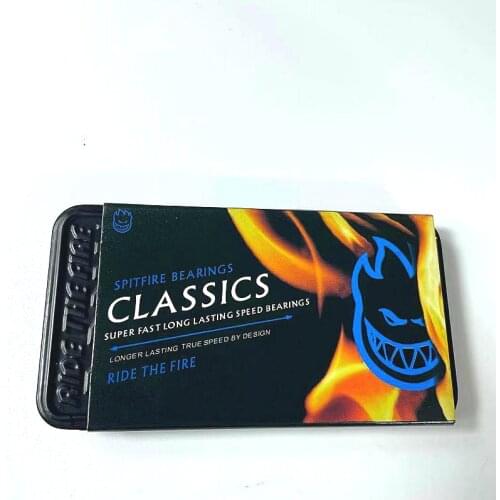 RIDE THE FIRE
SPITFIRE BEARINGS
CLASSICS
SUPER FAST LONG LASTING SPEED BEARINGS
LONGER LASTING TRUE SPEED BY DESIGN
RIDE THE FIRE